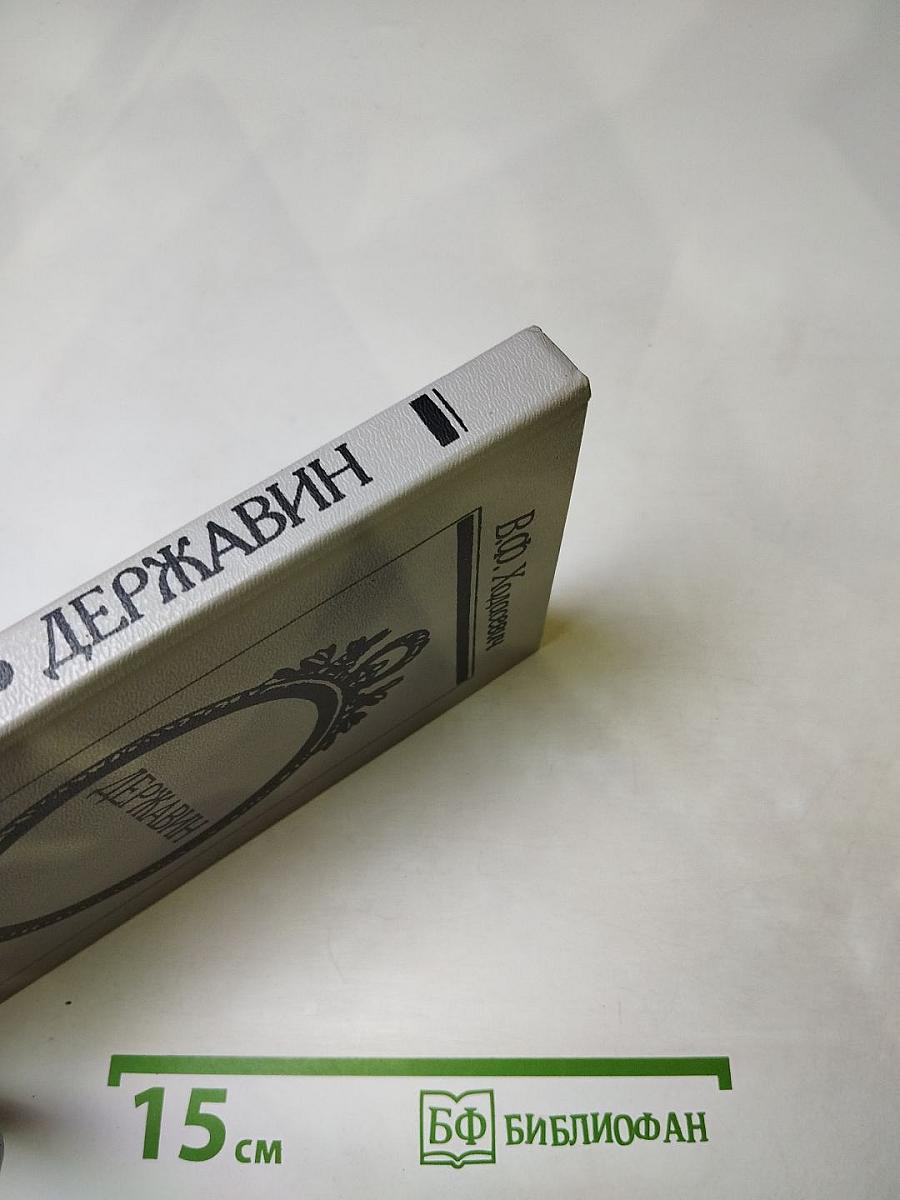 ДЕРЖАВИН
В.Ф. Ходасевич
ДЕРЖАВИН
15 см
БФ БИБЛИОФАН